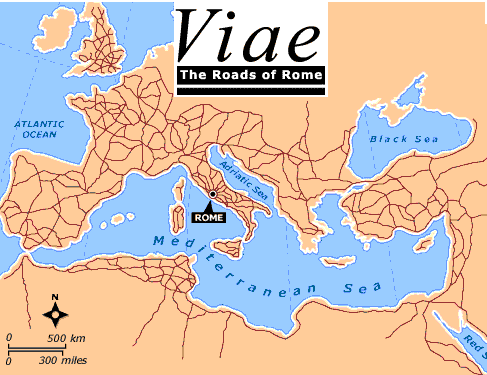 Viae
The Roads of Rome
ATLANTIC
OCEAN
Black Sea
Adriatic Sea
ROME
Mediterranean Sea
N
0 500 km
0 300 miles
Red S